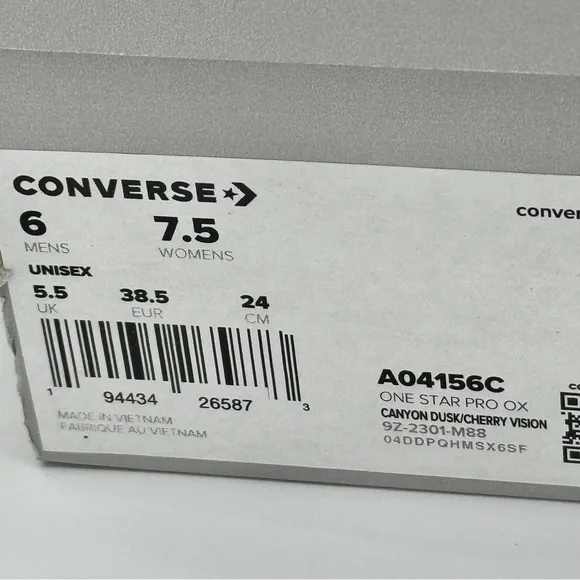 CONVERSE
6 7.5
MENS WOMENS
UNISEX
5.5 38.5 24
UK EUR CM
1 94434 26587 3
MADE IN VIETNAM
FABRIQUE AU VIETNAM
A04156C
ONE STAR PRO OX
CANYON DUSK/CHERRY VISION
9Z-2301-M88
04DDPQHMSX6SF